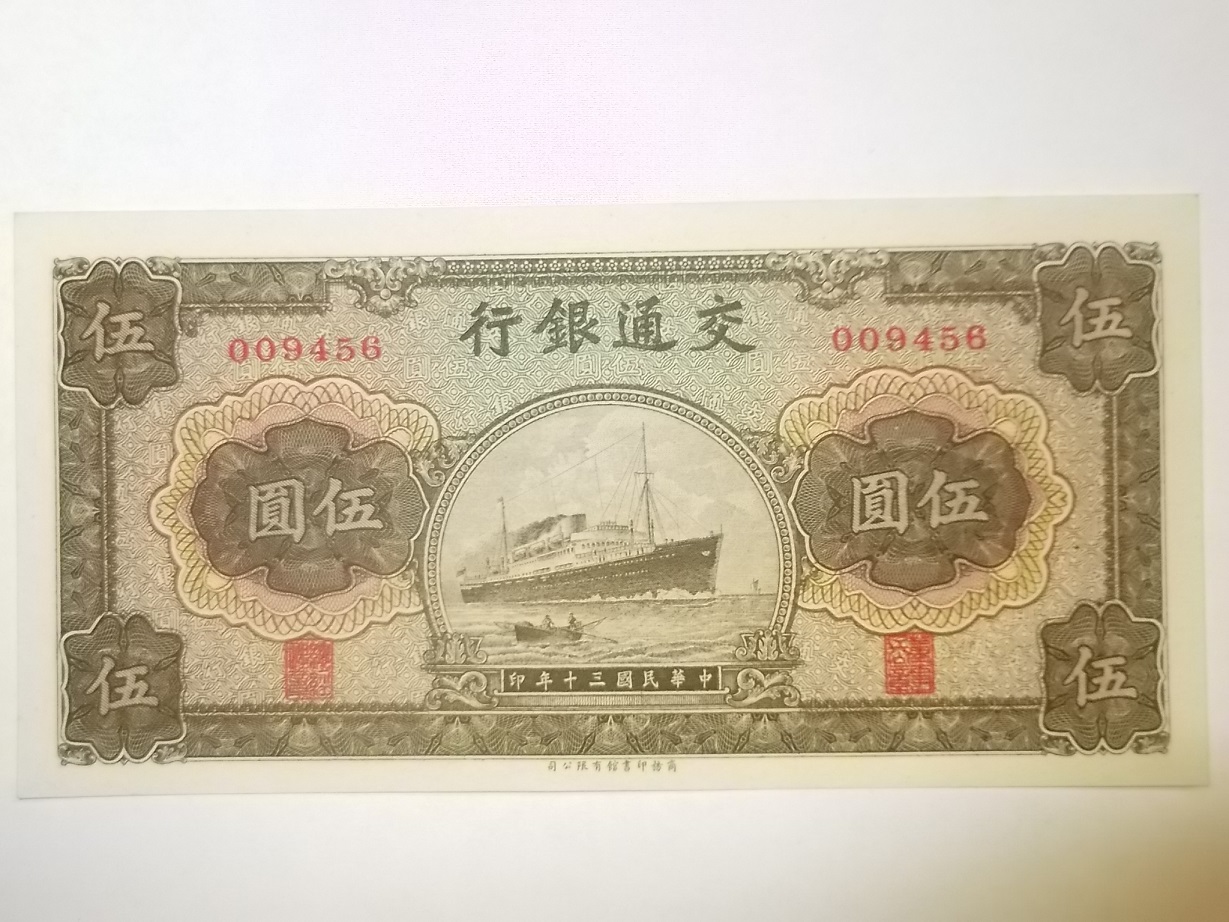 交通銀行
009456
009456
伍
伍
伍圓
伍圓
中華民國三十年印
伍
伍
商務印書館有限公司